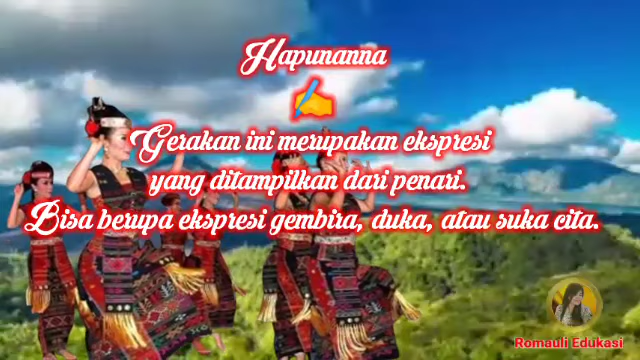 Hapunanna
✍️
Gerakan ini merupakan ekspresi
yang ditampilkan dari penari.
Bisa berupa ekspresi gembira, duka, atau suka cita.
Romauli Edukasi